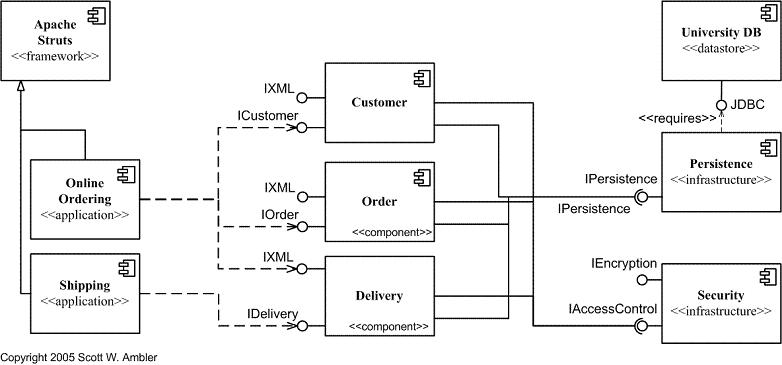 Apache
Struts
<<framework>>
University DB
<<datastore>>
IXML
Customer
ICustomer
JDBC
<<requires>>
Online
Ordering
<<application>>
IXML
Order
IOrder
<<component>>
IPersistence
IPersistence
Persistence
<<infrastructure>>
Shipping
<<application>>
IXML
Delivery
IDelivery
<<component>>
IEncryption
IAccessControl
Security
<<infrastructure>>
Copyright 2005 Scott W. Ambler